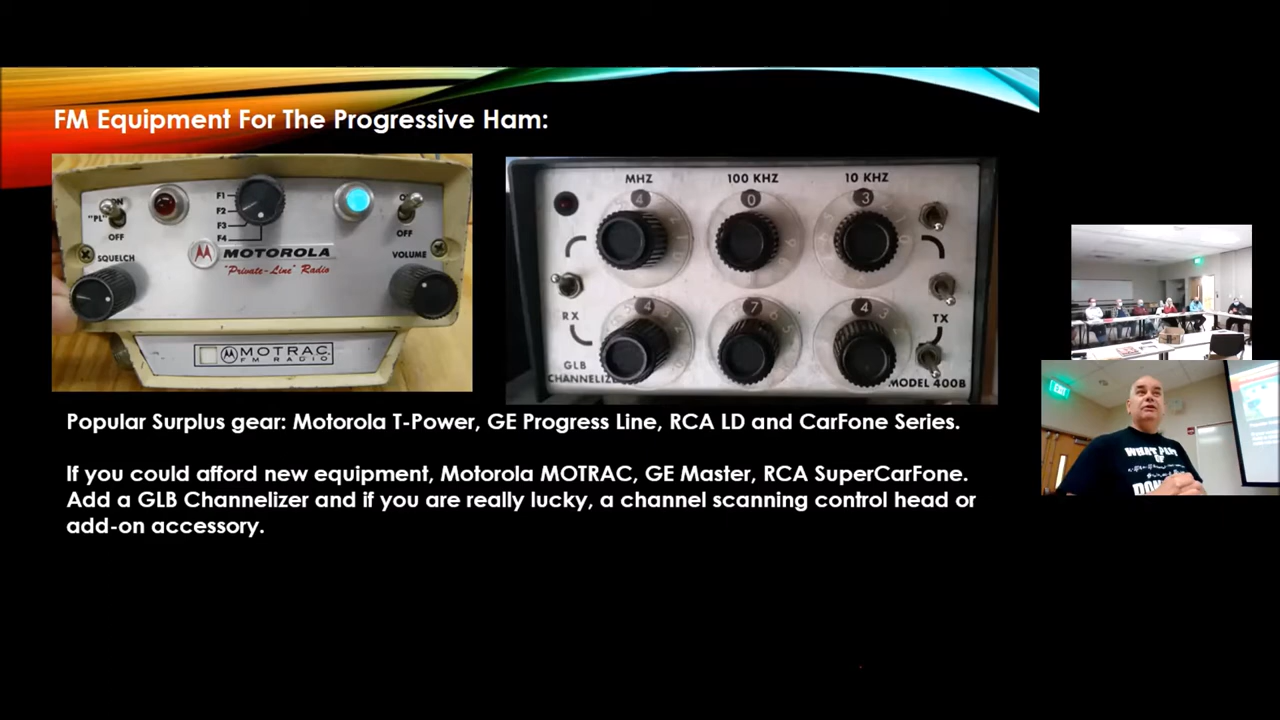 FM Equipment For The Progressive Ham:
ON
"PL"
OFF
F1
F2
F3
F4
OFF
SQUELCH
MOTOROLA
VOLUME
"Private-Line" Radio
MOTRAC
FM RADIO
MHZ 100 KHZ 10 KHZ
4 0 3
RX TX
4 7 4
GLB
CHANNELIZ
MODEL 400B
Popular Surplus gear: Motorola T-Power, GE Progress Line, RCA LD and CarFone Series.
If you could afford new equipment, Motorola MOTRAC, GE Master, RCA SuperCarFone.
Add a GLB Channelizer and if you are really lucky, a channel scanning control head or
add-on accessory.
EXIT
WHAT PART
OF